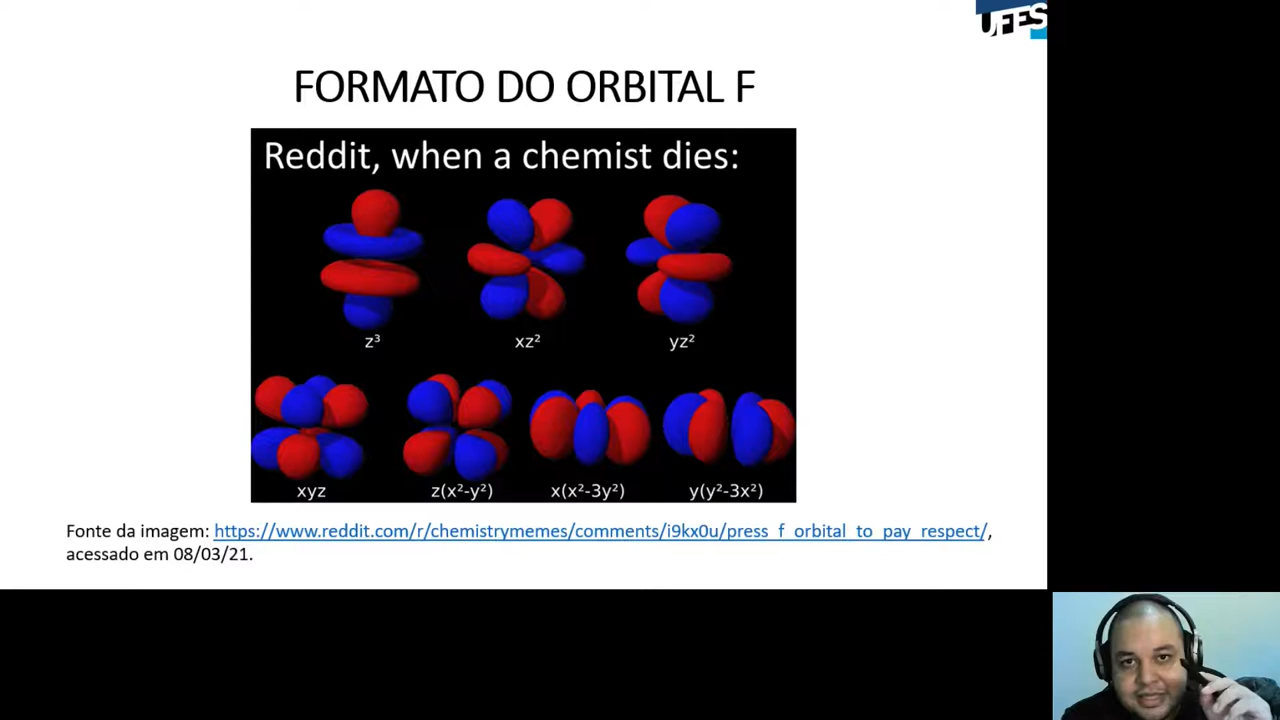 UFES
FORMATO DO ORBITAL F
Reddit, when a chemist dies:
z³
xz²
yz²
xyz
z(x²-y²)
x(x²-3y²)
y(y²-3x²)
Fonte da imagem: https://www.reddit.com/r/chemistrymemes/comments/i9kx0u/press_f_orbital_to_pay_respect/,
acessado em 08/03/21.